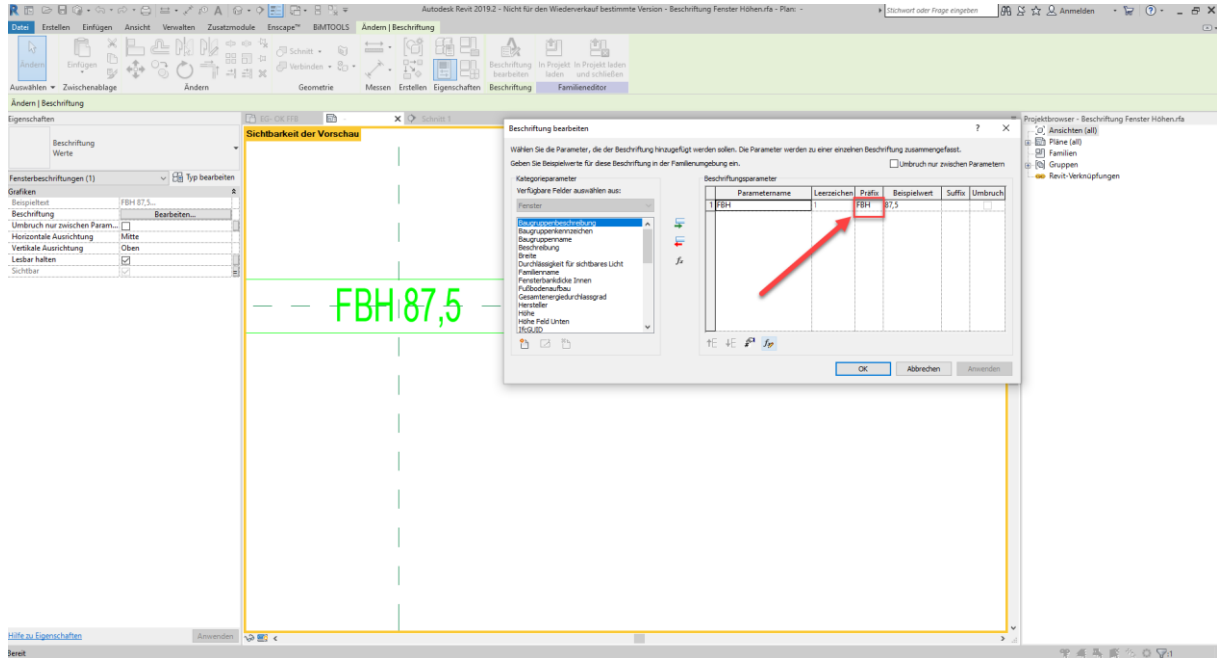 Autodesk Revit 2019.2 - Nicht für den Wiederverkauf bestimmte Version - Beschriftung Fenster Höhen.rfa - Plan: -
Stichwort oder Frage eingeben
Anmelden
Datei Erstellen Einfügen Ansicht Verwalten Zusatzmodule Enscape™ BiMTOOLS Ändern | Beschriftung
Ändern
Einfügen
Schnitt
Verbinden
Beschriftung bearbeiten
In Projekt laden
In Projekt laden und schließen
Auswählen Zwischenablage Ändern Geometrie Messen Erstellen Eigenschaften Beschriftung Familieneditor
Ändern | Beschriftung
Eigenschaften
Beschriftung
Werte
Fensterbeschriftungen (1) Typ bearbeiten
Grafiken
Beispieltext FBH 87,5...
Beschriftung Bearbeiten...
Umbruch nur zwischen Param...
Horizontale Ausrichtung Mitte
Vertikale Ausrichtung Oben
Lesbar halten
Sichtbar
Hilfe zu Eigenschaften Anwenden
Bereit
EG- OK FFB - Schnitt 1
Sichtbarkeit der Vorschau
FBH 87,5
Beschriftung bearbeiten ?
Wählen Sie die Parameter, die der Beschriftung hinzugefügt werden sollen. Die Parameter werden zu einer einzelnen Beschriftung zusammengefasst.
Geben Sie Beispielwerte für diese Beschriftung in der Familienumgebung ein.
Umbruch nur zwischen Parametern
Kategorieparameter
Verfügbare Felder auswählen aus:
Fenster
Baugruppenbeschreibung
Baugruppenkennzeichen
Baugruppenname
Beschreibung
Breite
Durchlässigkeit für sichtbares Licht
Familienname
Fensterbankdicke Innen
Fußbodenaufbau
Gesamtenergiedurchlassgrad
Hersteller
Höhe
Höhe Feld Unten
IfcGUID
Beschriftungsparameter
Parametername Leerzeichen Präfix Beispielwert Suffix Umbruch
1 FBH 1 FBH 87,5
OK Abbrechen Anwenden
Projektbrowser - Beschriftung Fenster Höhen.rfa
Ansichten (all)
Pläne (all)
Familien
Gruppen
Revit-Verknüpfungen
:1